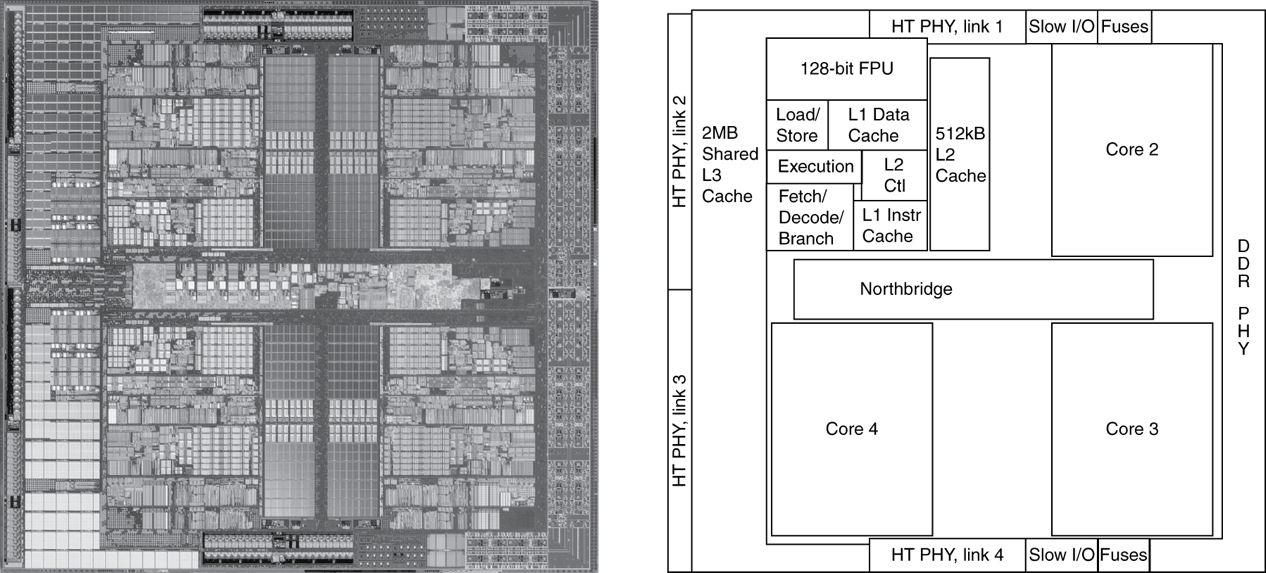 HT PHY, link 1
Slow I/O
Fuses
HT PHY, link 2
128-bit FPU
2MB
Shared
L3
Cache
Load/
Store
L1 Data
Cache
Execution
L2
Ctl
Fetch/
Decode/
Branch
L1 Instr
Cache
512kB
L2
Cache
Core 2
Northbridge
DDR PHY
HT PHY, link 3
Core 4
Core 3
HT PHY, link 4
Slow I/O
Fuses